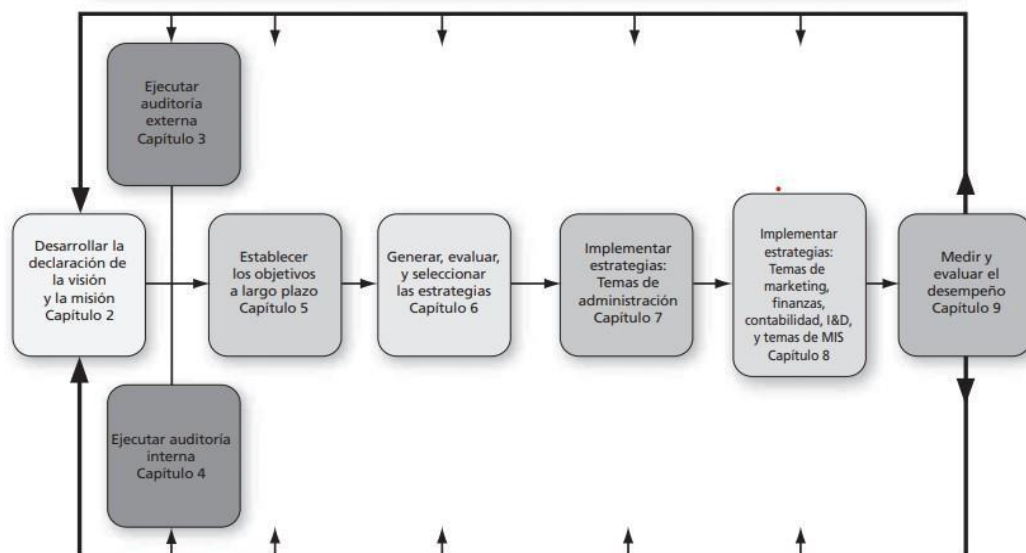 Ejecutar
auditoría
externa
Capítulo 3
Desarrollar la
declaración de
la visión
y la misión
Capítulo 2
Establecer
los objetivos
a largo plazo
Capítulo 5
Generar, evaluar,
y seleccionar
las estrategias
Capítulo 6
Implementar
estrategias:
Temas de
administración
Capítulo 7
Implementar
estrategias:
Temas de
marketing,
finanzas,
contabilidad, I&D,
y temas de MIS
Capítulo 8
Medir y
evaluar el
desempeño
Capítulo 9
Ejecutar auditoría
interna
Capítulo 4